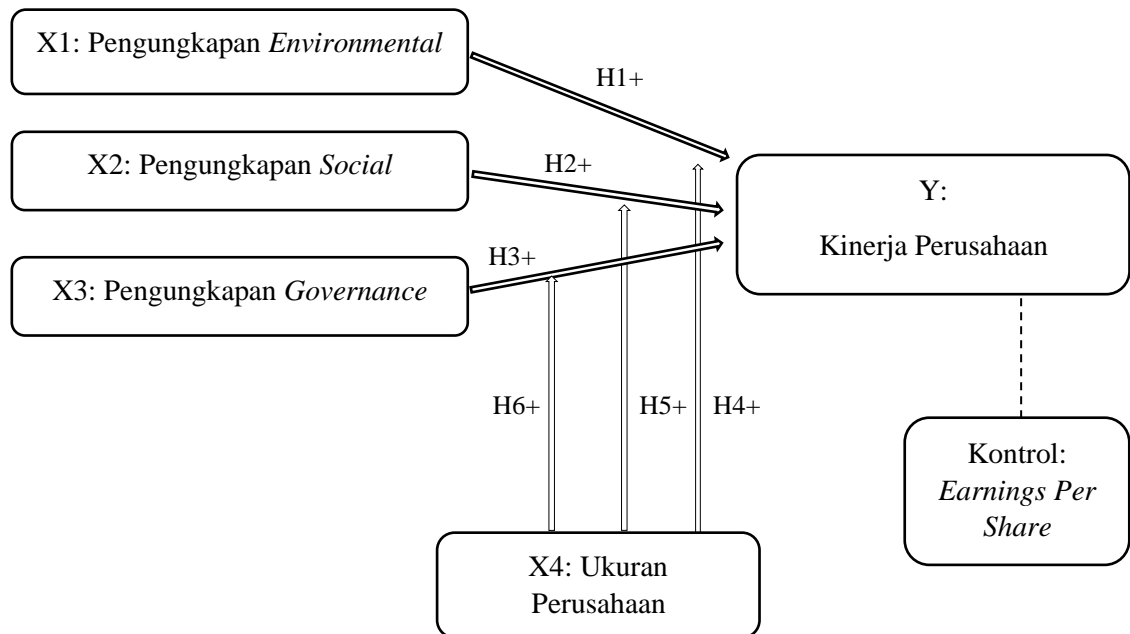 X1: Pengungkapan Environmental
H1+
X2: Pengungkapan Social
H2+
Y:
Kinerja Perusahaan
H3+
X3: Pengungkapan Governance
H6+
H5+
H4+
Kontrol:
Earnings Per
Share
X4: Ukuran
Perusahaan